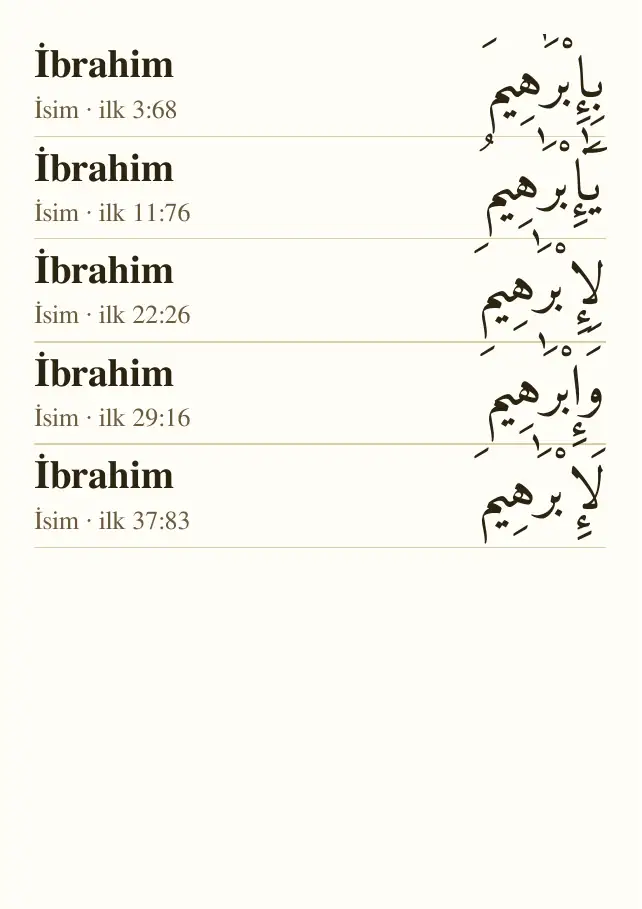 İbrahim
بِإِبْرَٰهِيمَ
İsim · ilk 3:68
İbrahim
يَٰٓإِبْرَٰهِيمُ
İsim · ilk 11:76
İbrahim
لِإِبْرَٰهِيمَ
İsim · ilk 22:26
İbrahim
وَإِبْرَٰهِيمَ
İsim · ilk 29:16
İbrahim
لَإِبْرَٰهِيمَ
İsim · ilk 37:83